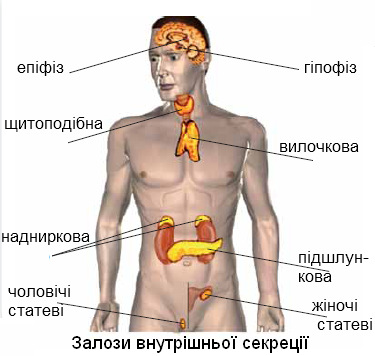 епіфіз
гіпофіз
щитоподібна
вилочкова
надниркова
підшлун-
кова
чоловічі
статеві
жіночі
статеві
Залози внутрішньої секреції